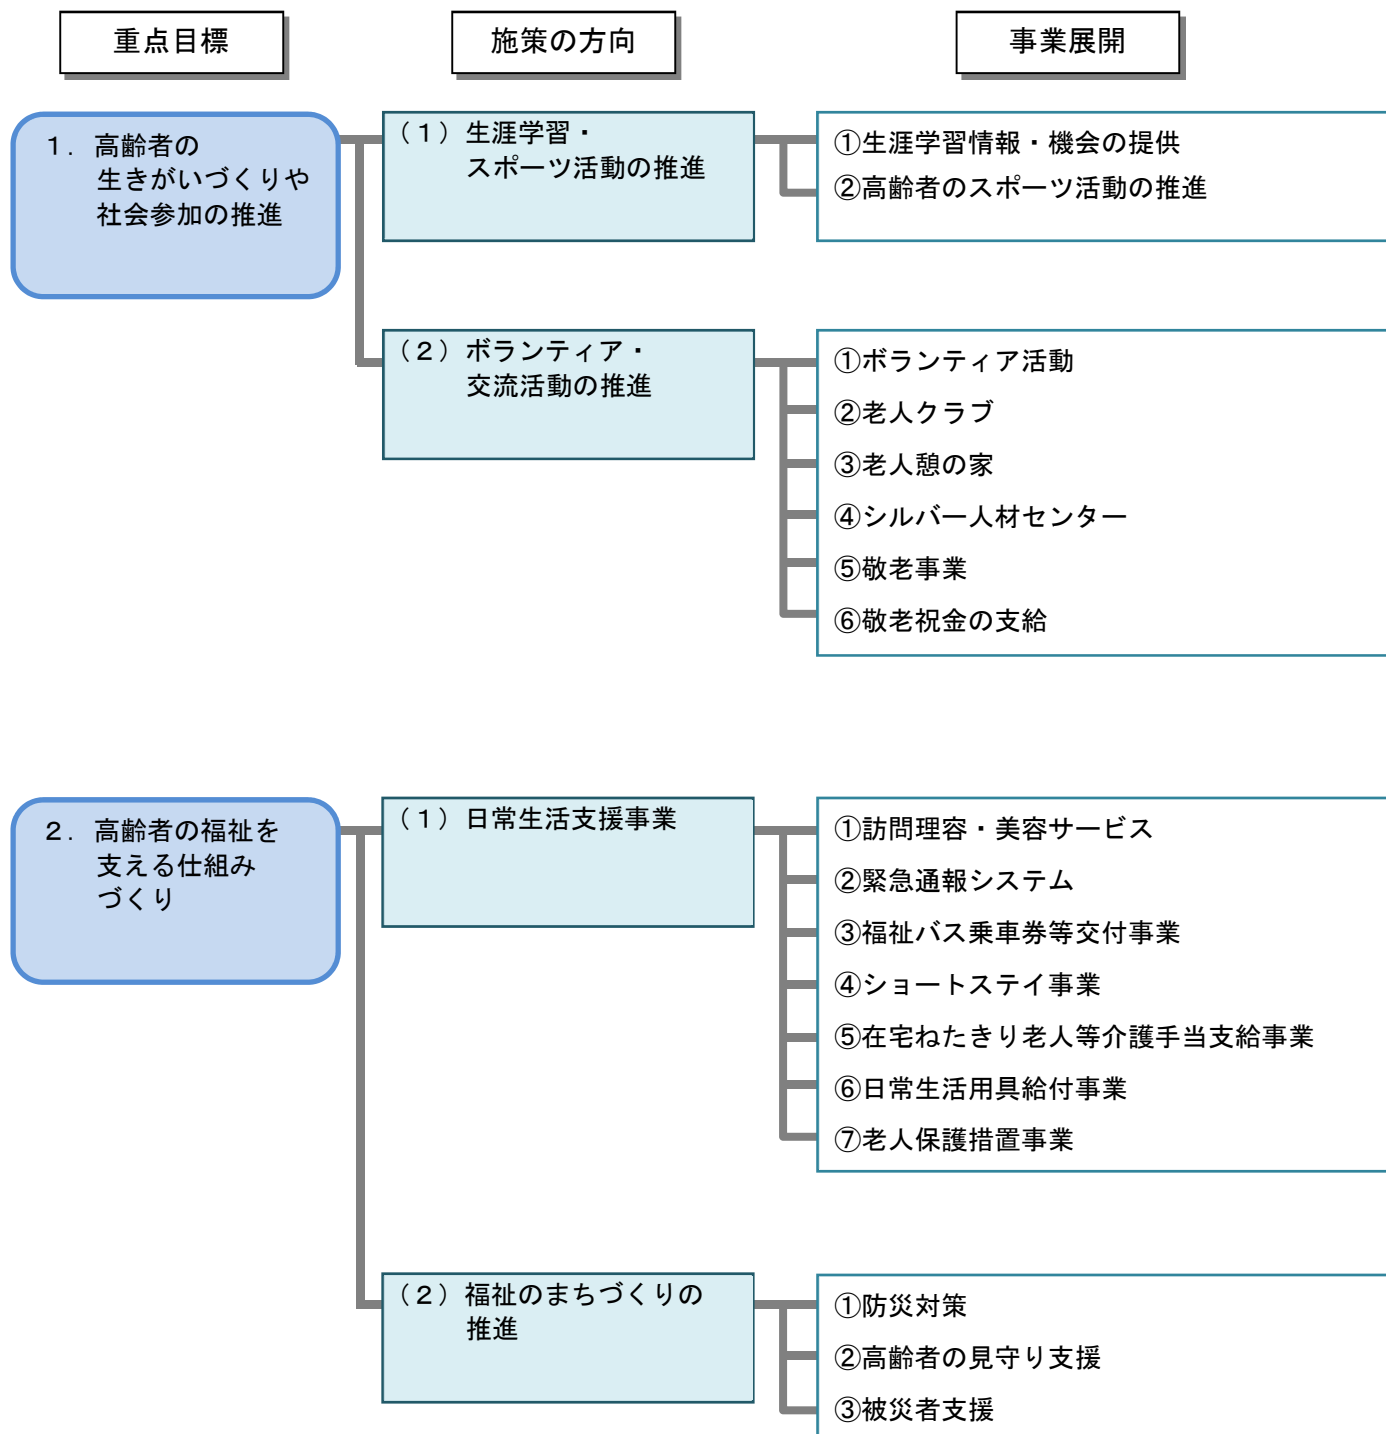 重点目標
施策の方向
事業展開
１．高齢者の
生きがいづくりや
社会参加の推進
（１）生涯学習・
スポーツ活動の推進
①生涯学習情報・機会の提供
②高齢者のスポーツ活動の推進
（２）ボランティア・
交流活動の推進
①ボランティア活動
②老人クラブ
③老人憩の家
④シルバー人材センター
⑤敬老事業
⑥敬老祝金の支給
２．高齢者の福祉を
支える仕組み
づくり
（１）日常生活支援事業
①訪問理容・美容サービス
②緊急通報システム
③福祉バス乗車券等交付事業
④ショートステイ事業
⑤在宅ねたきり老人等介護手当支給事業
⑥日常生活用具給付事業
⑦老人保護措置事業
（２）福祉のまちづくりの
推進
①防災対策
②高齢者の見守り支援
③被災者支援